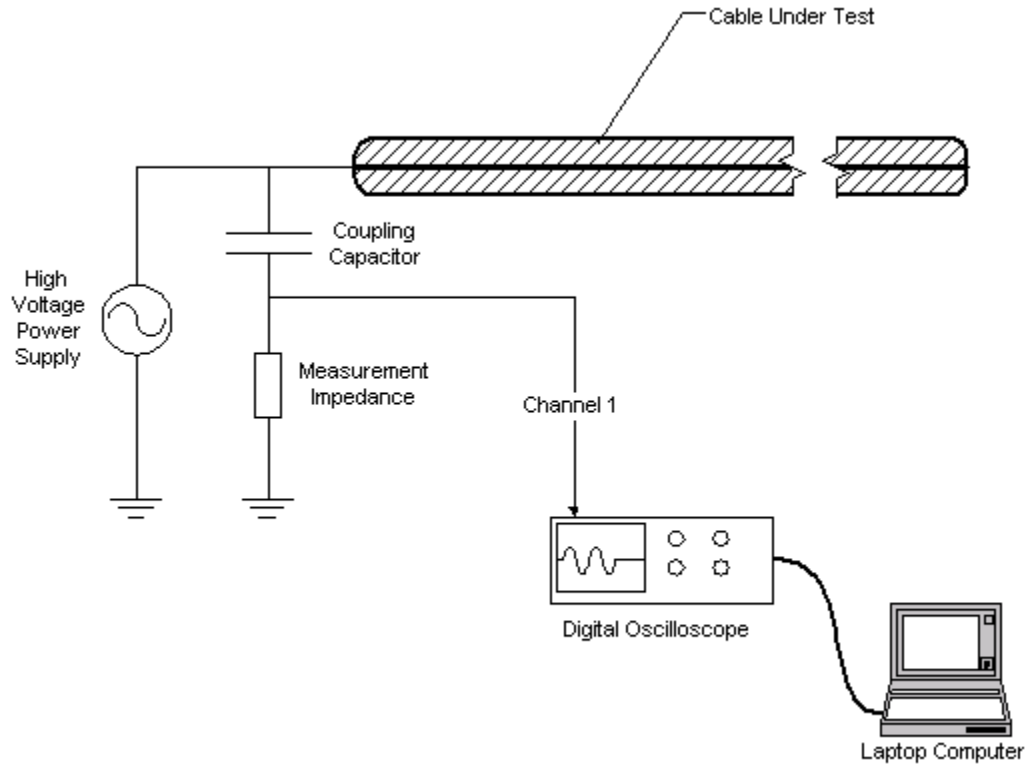 Cable Under Test
Coupling
Capacitor
High
Voltage
Power
Supply
Measurement
Impedance
Channel 1
Digital Oscilloscope
Laptop Computer